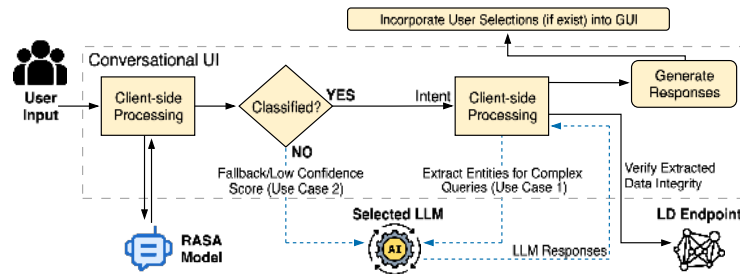 Incorporate User Selections (if exist) into GUI
Conversational UI
User
Input
Client-side
Processing
Classified?
YES
Intent
Client-side
Processing
Generate
Responses
NO
Fallback/Low Confidence
Score (Use Case 2)
Extract Entities for Complex
Queries (Use Case 1)
Verify Extracted
Data Integrity
RASA
Model
Selected LLM
AI
LLM Responses
LD Endpoint